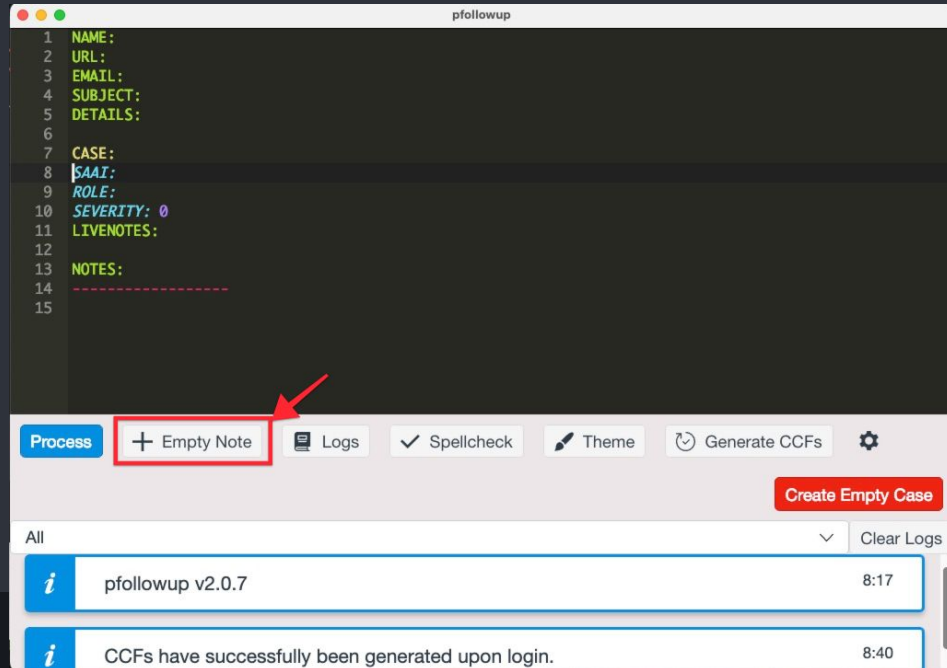 pfollowup
1 NAME:
2 URL:
3 EMAIL:
4 SUBJECT:
5 DETAILS:
6
7 CASE:
8 SAAI:
9 ROLE:
10 SEVERITY: 0
11 LIVENOTES:
12
13 NOTES:
14 ------------------
15
Process + Empty Note Logs Spellcheck Theme Generate CCFs
Create Empty Case
All Clear Logs
i pfollowup v2.0.7 8:17
i CCFs have successfully been generated upon login. 8:40